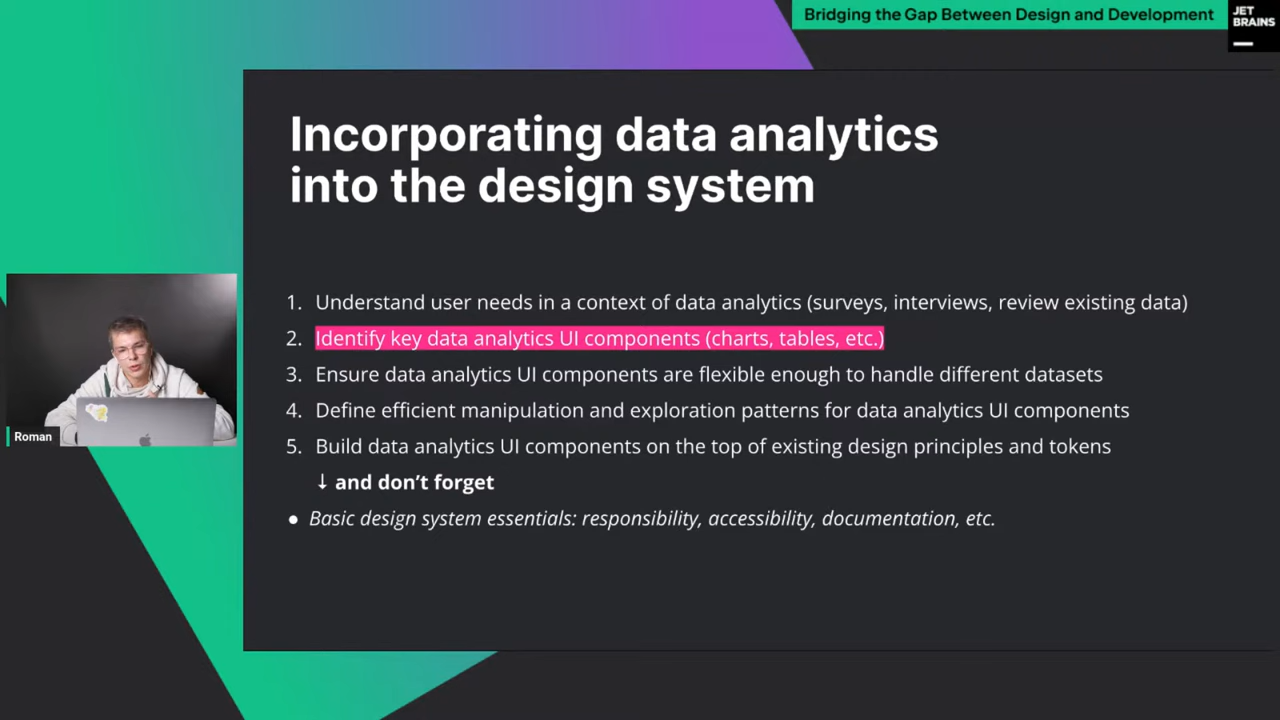 Bridging the Gap Between Design and Development
JET
BRAINS
Incorporating data analytics
into the design system
1. Understand user needs in a context of data analytics (surveys, interviews, review existing data)
2. Identify key data analytics UI components (charts, tables, etc.)
3. Ensure data analytics UI components are flexible enough to handle different datasets
4. Define efficient manipulation and exploration patterns for data analytics UI components
5. Build data analytics UI components on the top of existing design principles and tokens
↓ and don’t forget
● Basic design system essentials: responsibility, accessibility, documentation, etc.
Roman